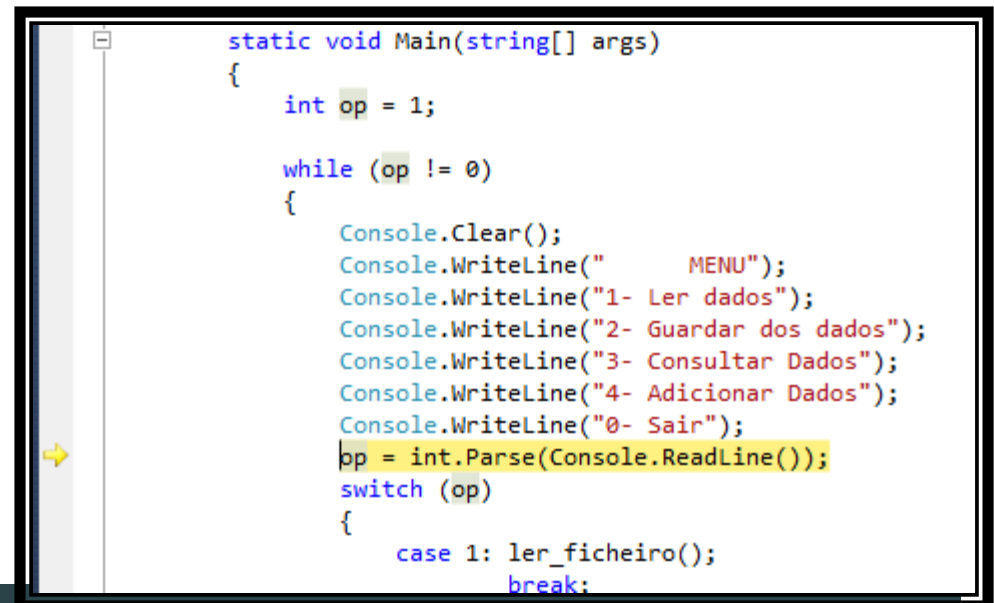 static void Main(string[] args)
{
int op = 1;
while (op != 0)
{
Console.Clear();
Console.WriteLine("      MENU");
Console.WriteLine("1- Ler dados");
Console.WriteLine("2- Guardar dos dados");
Console.WriteLine("3- Consultar Dados");
Console.WriteLine("4- Adicionar Dados");
Console.WriteLine("0- Sair");
op = int.Parse(Console.ReadLine());
switch (op)
{
case 1: ler_ficheiro();
break;